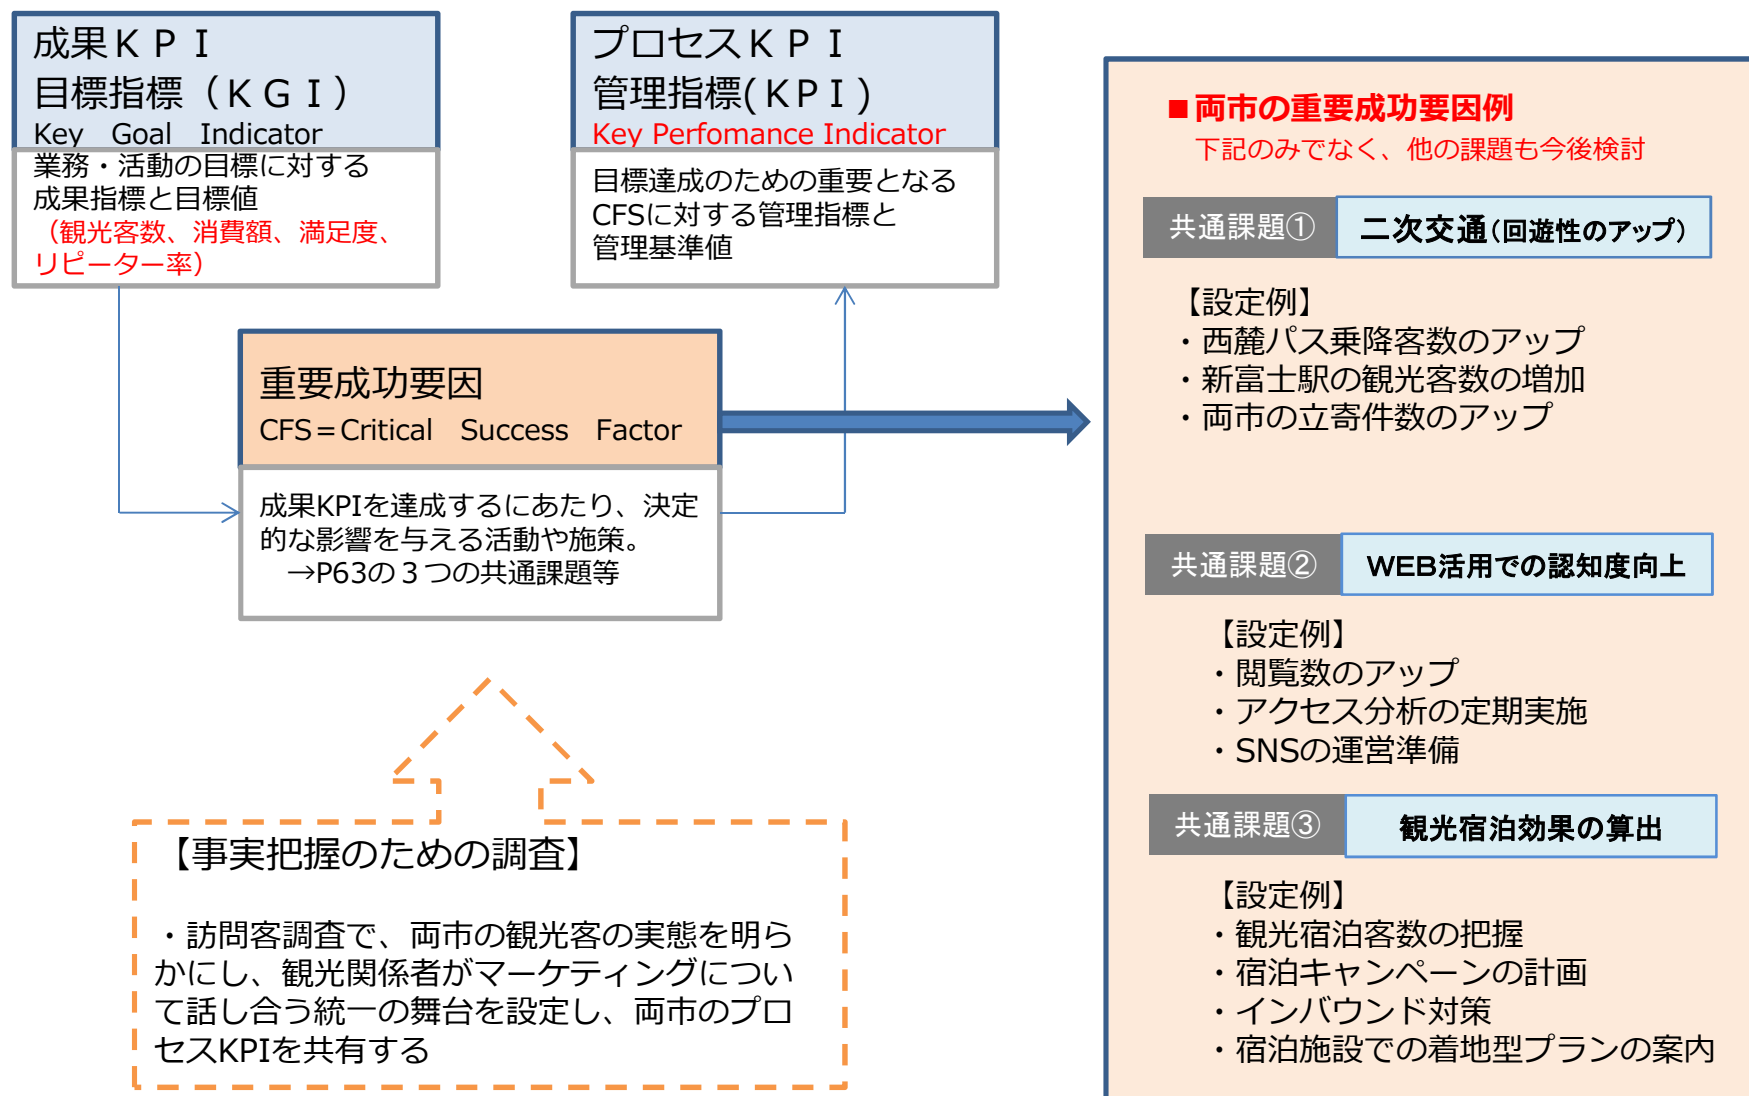 成果ＫＰＩ
目標指標（ＫＧＩ）
Key　Goal　Indicator
業務・活動の目標に対する
成果指標と目標値
（観光客数、消費額、満足度、
リピーター率）
プロセスＫＰＩ
管理指標(ＫＰＩ)
Key Perfomance Indicator
目標達成のための重要となる
CFSに対する管理指標と
管理基準値
重要成功要因
CFS＝Critical　Success　Factor
成果KPIを達成するにあたり、決定
的な影響を与える活動や施策。
→P63の３つの共通課題等
【事実把握のための調査】
・訪問客調査で、両市の観光客の実態を明ら
かにし、観光関係者がマーケティングについ
て話し合う統一の舞台を設定し、両市のプロ
セスKPIを共有する
■両市の重要成功要因例
下記のみでなく、他の課題も今後検討
共通課題① 二次交通（回遊性のアップ）
【設定例】
・西麓バス乗降客数のアップ
・新富士駅の観光客数の増加
・両市の立寄件数のアップ
共通課題② WEB活用での認知度向上
【設定例】
・閲覧数のアップ
・アクセス分析の定期実施
・SNSの運営準備
共通課題③ 観光宿泊効果の算出
【設定例】
・観光宿泊客数の把握
・宿泊キャンペーンの計画
・インバウンド対策
・宿泊施設での着地型プランの案内